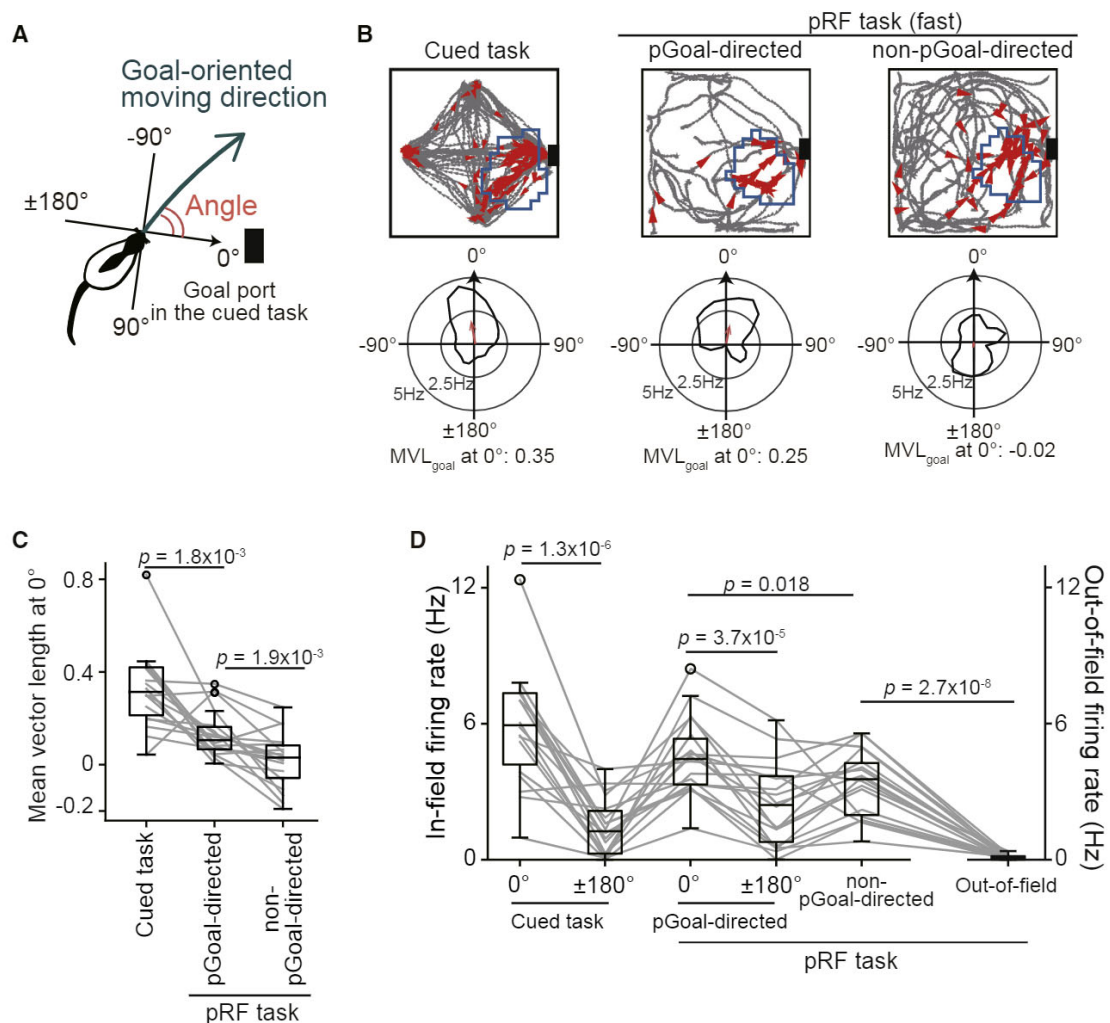 A
Goal-oriented
moving direction
-90°
±180°
Angle
0°
Goal port
in the cued task
90°
B
pRF task (fast)
Cued task
pGoal-directed
non-pGoal-directed
0°
0°
0°
-90°
90°
-90°
90°
-90°
90°
5Hz
2.5Hz
5Hz
2.5Hz
5Hz
2.5Hz
±180°
±180°
±180°
MVLgoal at 0°: 0.35
MVLgoal at 0°: 0.25
MVLgoal at 0°: -0.02
C
p = 1.8x10-3
p = 1.9x10-3
Mean vector length at 0°
0.8
0.4
0
-0.2
Cued task
pGoal-directed
non-
pGoal-directed
pRF task
D
p = 1.3x10-6
p = 0.018
p = 3.7x10-5
p = 2.7x10-8
In-field firing rate (Hz)
12
6
0
Out-of-field firing rate (Hz)
12
6
0
0°
±180°
0°
±180°
non-
pGoal-directed
Out-of-field
Cued task
pGoal-directed
pRF task